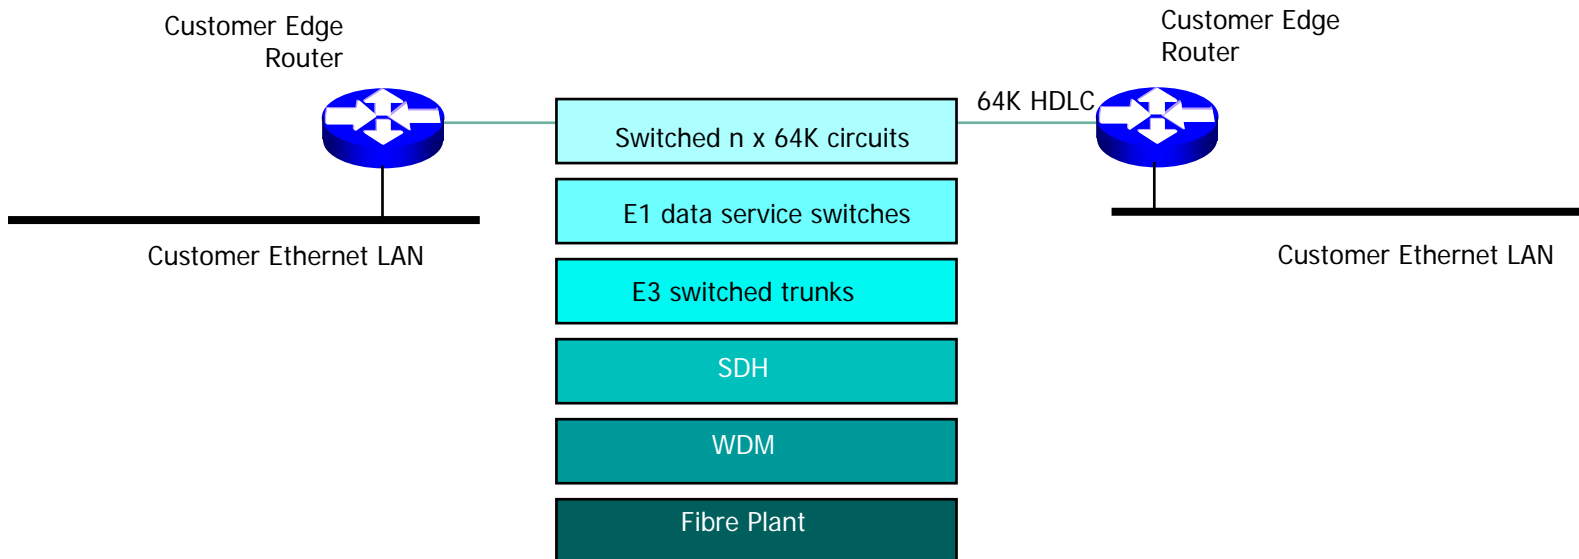 Customer Edge
Router
Customer Edge
Router
64K HDLC
Switched n x 64K circuits
E1 data service switches
Customer Ethernet LAN
Customer Ethernet LAN
E3 switched trunks
SDH
WDM
Fibre Plant